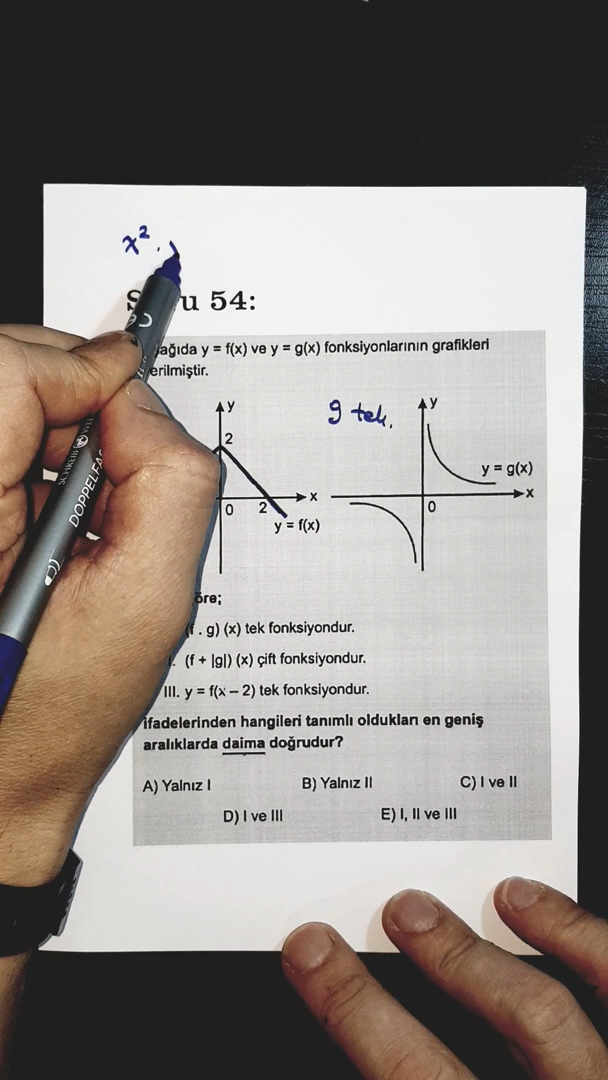 x² .
u 54:
ağıda y = f(x) ve y = g(x) fonksiyonlarının grafikleri
erilmiştir.
g tek.
y
2
0
2
x
y = f(x)
y
y = g(x)
x
0
öre;
(f . g) (x) tek fonksiyondur.
I. (f + |g|) (x) çift fonksiyondur.
III. y = f(x – 2) tek fonksiyondur.
ifadelerinden hangileri tanımlı oldukları en geniş
aralıklarda daima doğrudur?
A) Yalnız I
B) Yalnız II
C) I ve II
D) I ve III
E) I, II ve III
DOPPELFA